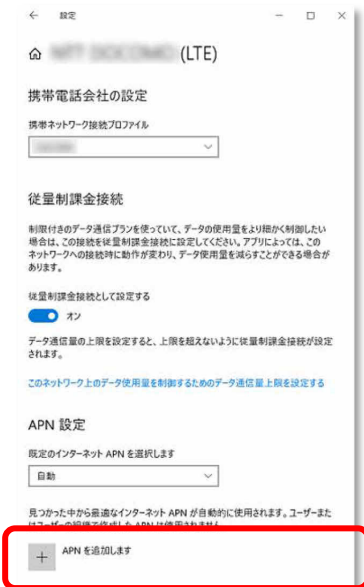 設定
(LTE)
携帯電話会社の設定
携帯ネットワーク接続プロファイル
従量制課金接続
制限付きのデータ通信プランを使っていて、データの使用量をより細かく制御したい
場合は、この接続を従量制課金接続に設定してください。アプリによっては、この
ネットワークへの接続時に動作が変わり、データ使用量を減らすことができる場合が
あります。
従量制課金接続として設定する
オン
データ通信量の上限を設定すると、上限を超えないように従量制課金接続が設定
されます。
このネットワーク上のデータ使用量を制御するためのデータ通信量上限を設定する
APN 設定
既定のインターネット APN を選択します
自動
見つかった中から最適なインターネット APN が自動的に使用されます。ユーザーまた
APN を追加します